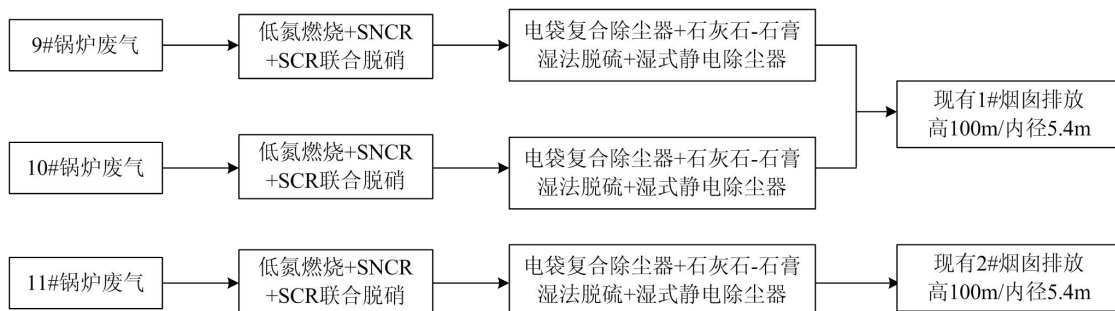 9#锅炉废气
低氮燃烧+SNCR
+SCR联合脱硝
电袋复合除尘器+石灰石-石膏
湿法脱硫+湿式静电除尘器
现有1#烟囱排放
高100m/内径5.4m
10#锅炉废气
低氮燃烧+SNCR
+SCR联合脱硝
电袋复合除尘器+石灰石-石膏
湿法脱硫+湿式静电除尘器
11#锅炉废气
低氮燃烧+SNCR
+SCR联合脱硝
电袋复合除尘器+石灰石-石膏
湿法脱硫+湿式静电除尘器
现有2#烟囱排放
高100m/内径5.4m